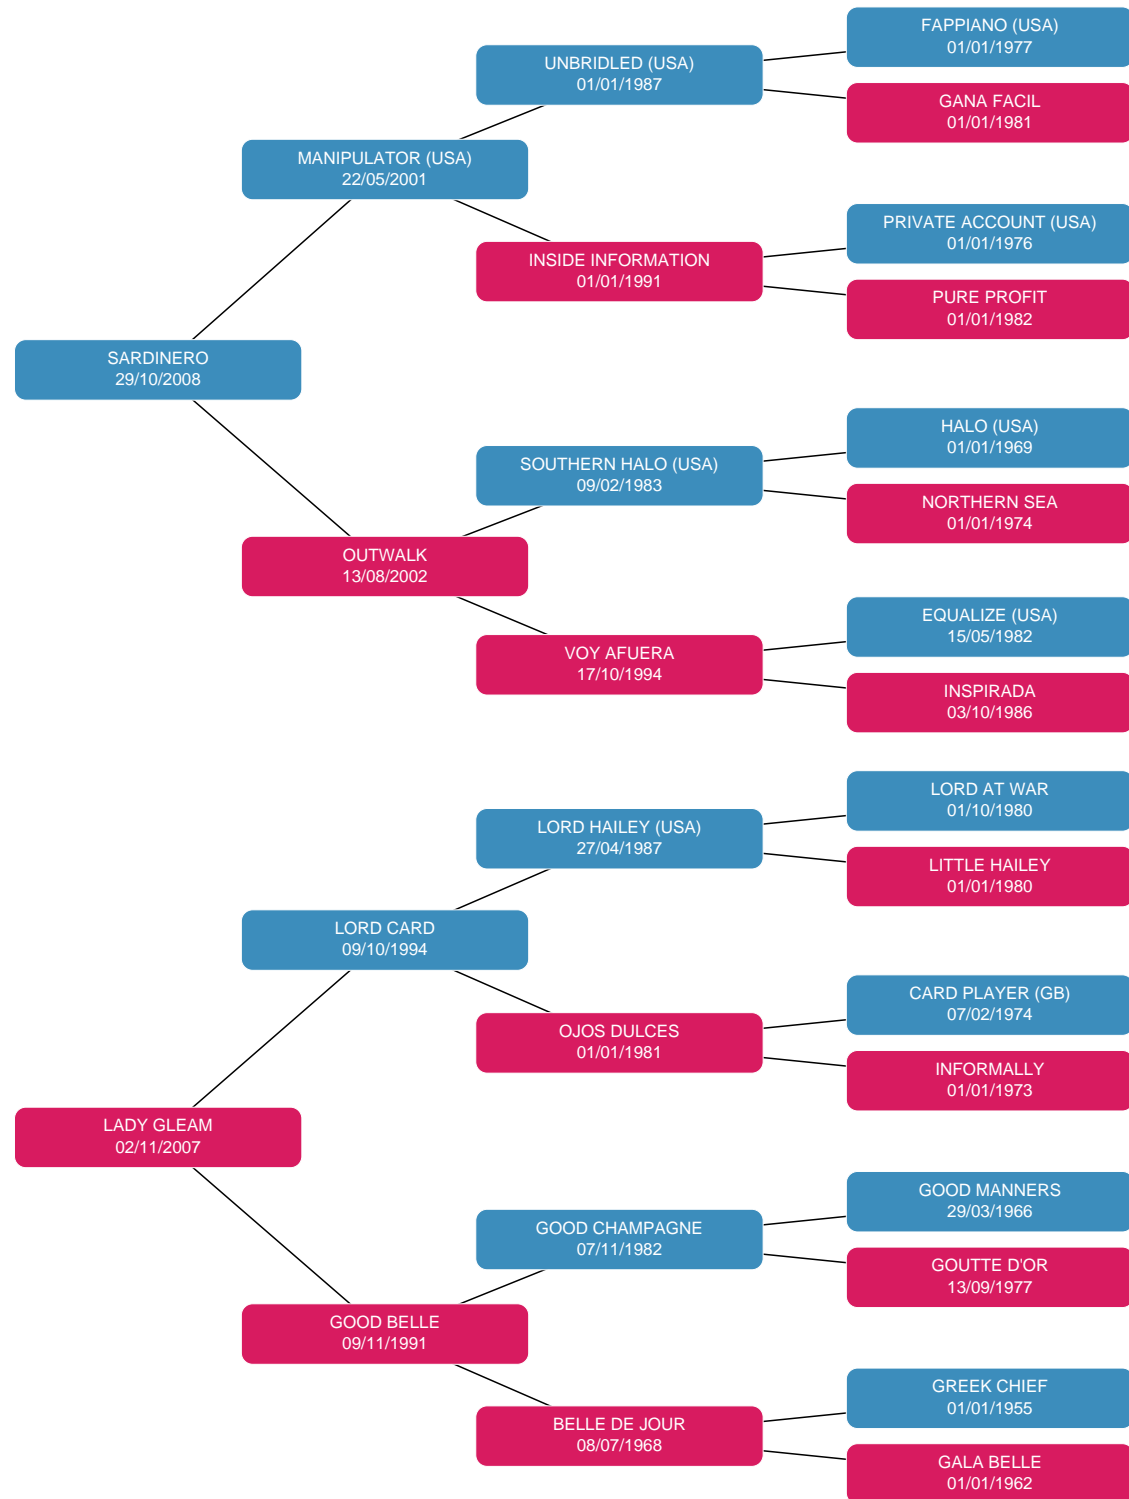 FAPPIANO (USA)
01/01/1977
UNBRIDLED (USA)
01/01/1987
GANA FACIL
01/01/1981
MANIPULATOR (USA)
22/05/2001
PRIVATE ACCOUNT (USA)
01/01/1976
INSIDE INFORMATION
01/01/1991
PURE PROFIT
01/01/1982
SARDINERO
29/10/2008
HALO (USA)
01/01/1969
SOUTHERN HALO (USA)
09/02/1983
NORTHERN SEA
01/01/1974
OUTWALK
13/08/2002
EQUALIZE (USA)
15/05/1982
VOY AFUERA
17/10/1994
INSPIRADA
03/10/1986
LORD AT WAR
01/10/1980
LORD HAILEY (USA)
27/04/1987
LITTLE HAILEY
01/01/1980
LORD CARD
09/10/1994
CARD PLAYER (GB)
07/02/1974
OJOS DULCES
01/01/1981
INFORMALLY
01/01/1973
LADY GLEAM
02/11/2007
GOOD MANNERS
29/03/1966
GOOD CHAMPAGNE
07/11/1982
GOUTTE D'OR
13/09/1977
GOOD BELLE
09/11/1991
GREEK CHIEF
01/01/1955
BELLE DE JOUR
08/07/1968
GALA BELLE
01/01/1962